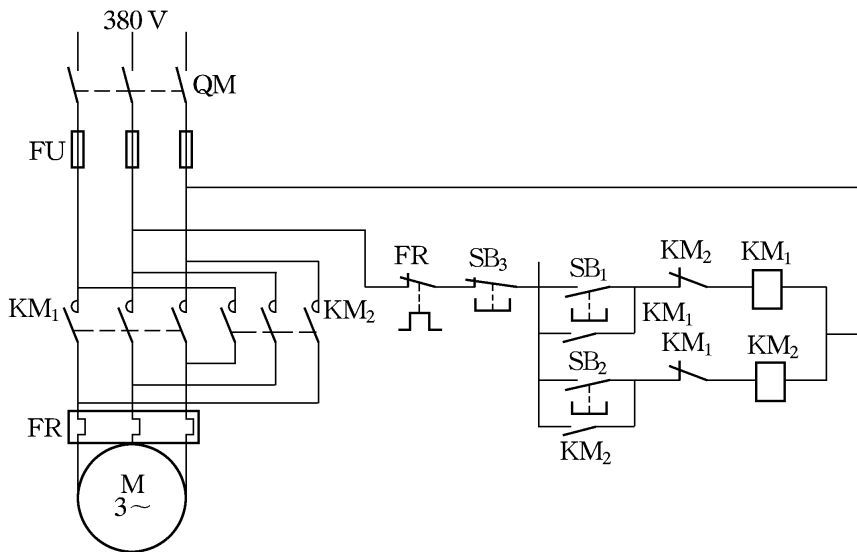 380 V
QM
FU
FR
SB₃
SB₁
KM₂
KM₁
KM₁
KM₂
KM₁
KM₁
KM₂
SB₂
KM₂
FR
M
3～